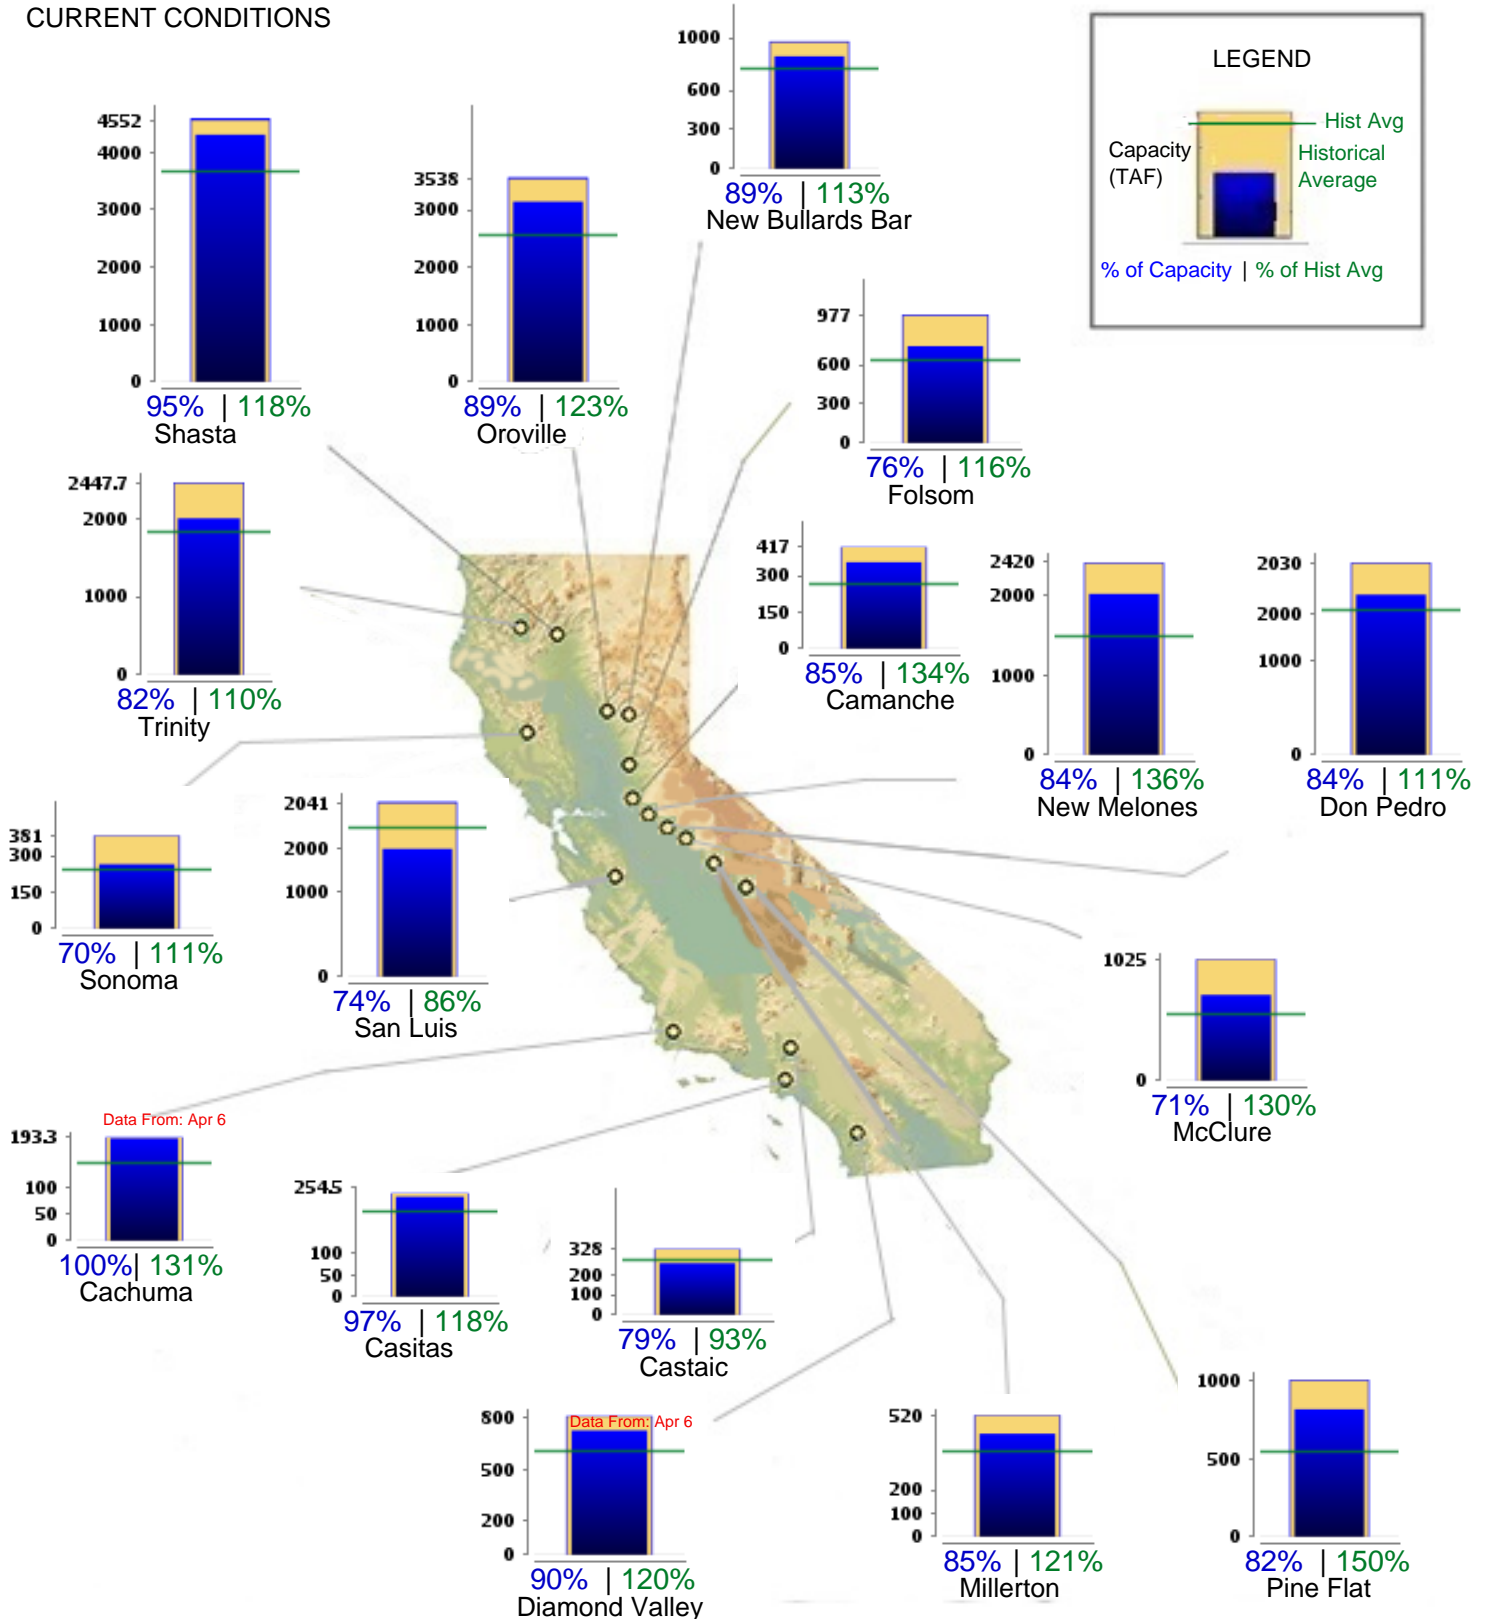 CURRENT CONDITIONS
1000
600
300
0
89% | 113%
New Bullards Bar
LEGEND
Hist Avg
Capacity
(TAF)
Historical
Average
% of Capacity | % of Hist Avg
4552
4000
3000
2000
1000
0
95% | 118%
Shasta
3538
3000
2000
1000
0
89% | 123%
Oroville
977
600
300
0
76% | 116%
Folsom
2447.7
2000
1000
0
82% | 110%
Trinity
417
300
150
0
85% | 134%
Camanche
2420
2000
1000
0
84% | 136%
New Melones
2030
2000
1000
0
84% | 111%
Don Pedro
381
300
150
0
70% | 111%
Sonoma
2041
2000
1000
0
74% | 86%
San Luis
1025
0
71% | 130%
McClure
Data From: Apr 6
193.3
100
50
0
100% | 131%
Cachuma
254.5
100
50
0
97% | 118%
Casitas
328
200
100
0
79% | 93%
Castaic
800
Data From: Apr 6
500
200
0
90% | 120%
Diamond Valley
520
200
100
0
85% | 121%
Millerton
1000
500
0
82% | 150%
Pine Flat